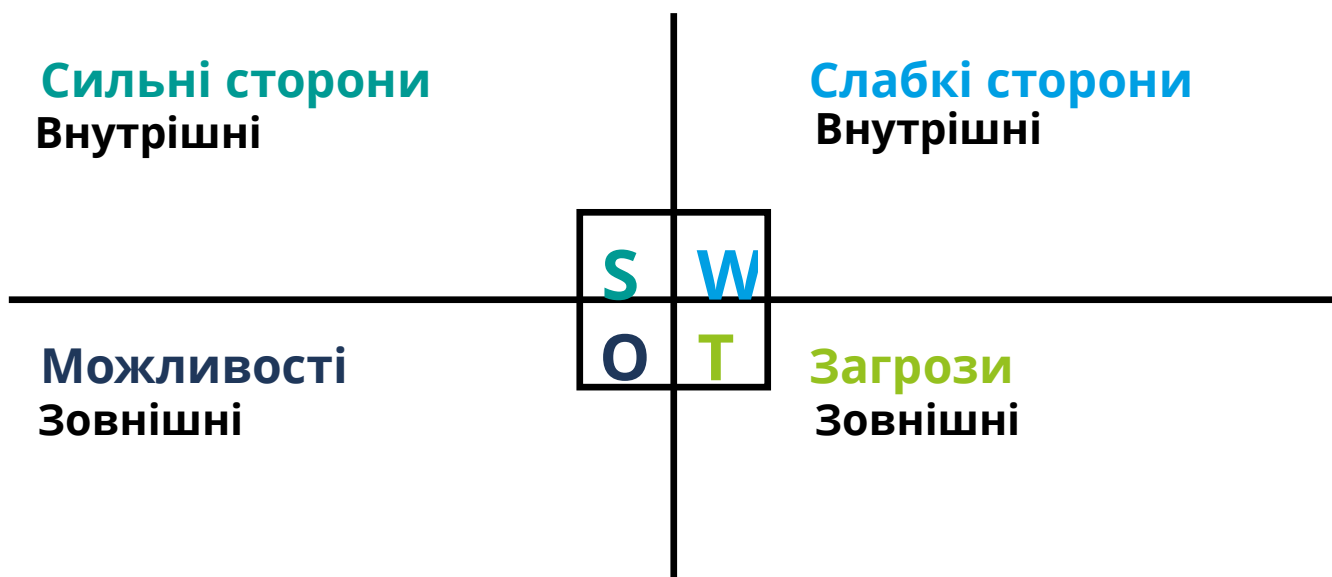 Сильні сторони
Внутрішні
Слабкі сторони
Внутрішні
S W
O T
Можливості
Зовнішні
Загрози
Зовнішні